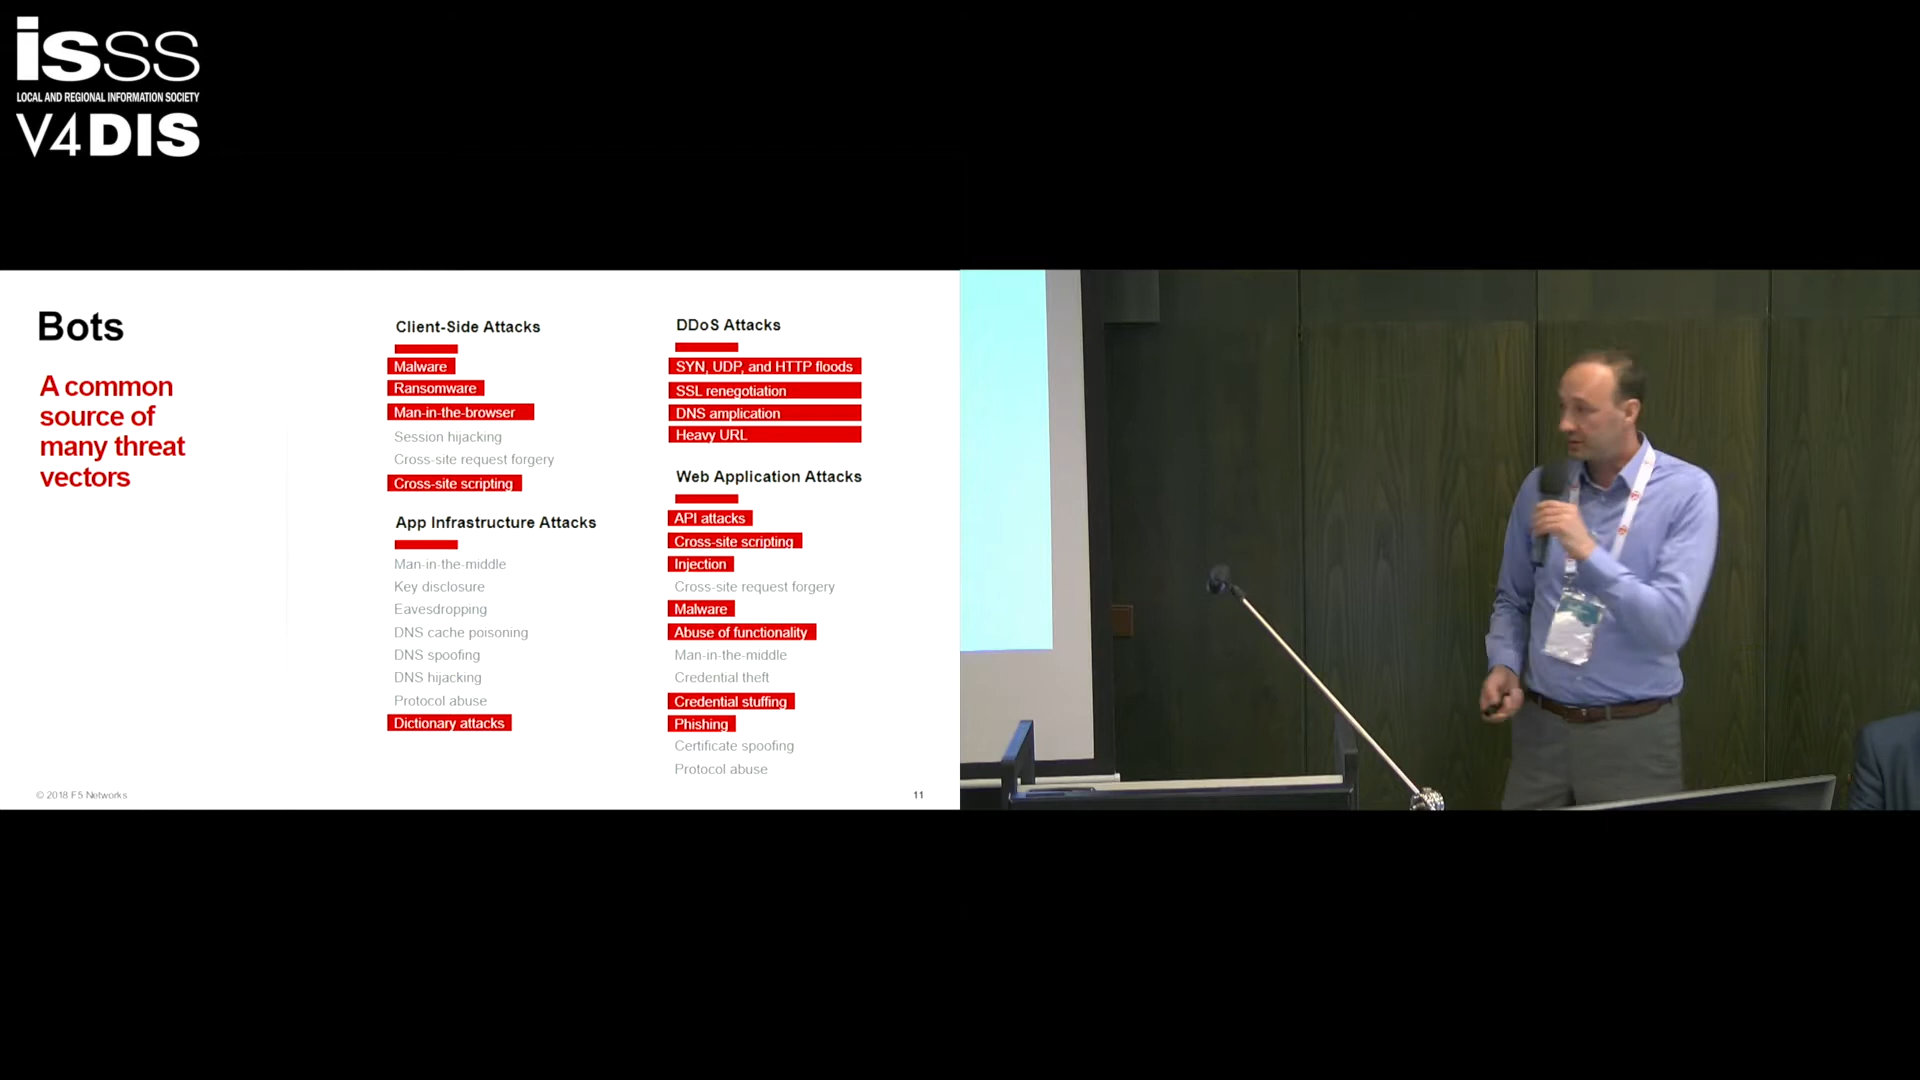 isss
LOCAL AND REGIONAL INFORMATION SOCIETY
V4DIS
Bots
A common
source of
many threat
vectors
Client-Side Attacks
Malware
Ransomware
Man-in-the-browser
Session hijacking
Cross-site request forgery
Cross-site scripting
App Infrastructure Attacks
Man-in-the-middle
Key disclosure
Eavesdropping
DNS cache poisoning
DNS spoofing
DNS hijacking
Protocol abuse
Dictionary attacks
DDoS Attacks
SYN, UDP, and HTTP floods
SSL renegotiation
DNS amplication
Heavy URL
Web Application Attacks
API attacks
Cross-site scripting
Injection
Cross-site request forgery
Malware
Abuse of functionality
Man-in-the-middle
Credential theft
Credential stuffing
Phishing
Certificate spoofing
Protocol abuse
© 2018 F5 Networks
11